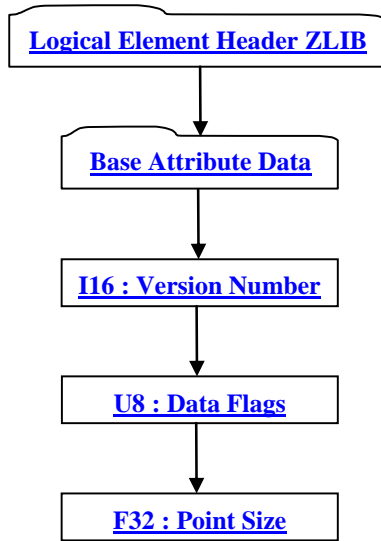 Logical Element Header ZLIB
Base Attribute Data
I16 : Version Number
U8 : Data Flags
F32 : Point Size